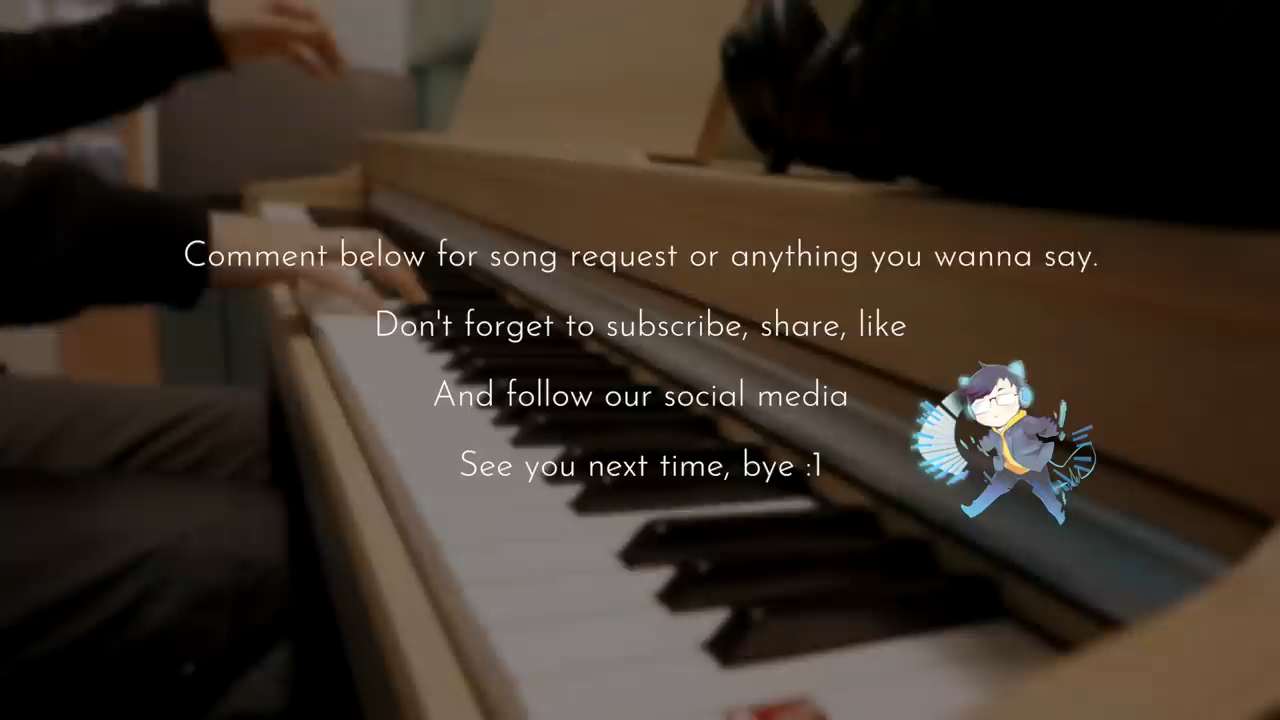 Comment below for song request or anything you wanna say.
Don't forget to subscribe, share, like
And follow our social media
See you next time, bye :1